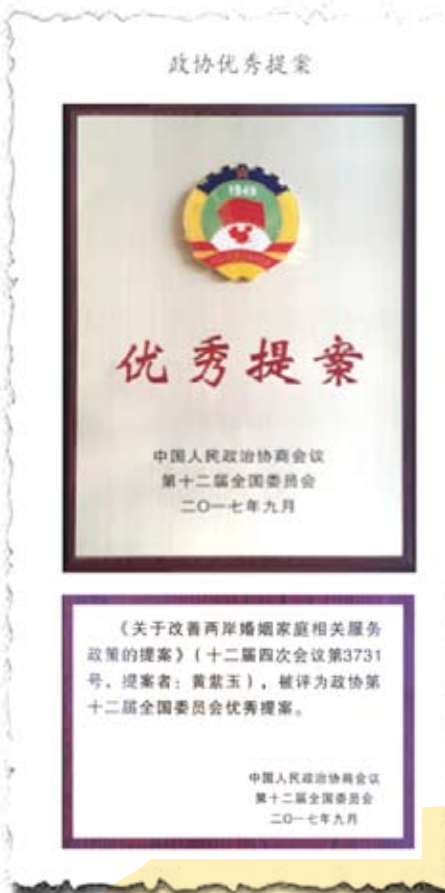 政协优秀提案
1949
优秀提案
中国人民政治协商会议
第十二届全国委员会
二〇一七年九月
《关于改善两岸婚姻家庭相关服务
政策的提案》（十二届四次会议第3731
号，提案者：黄紫玉），被评为政协第
十二届全国委员会优秀提案。
中国人民政治协商会议
第十二届全国委员会
二〇一七年九月